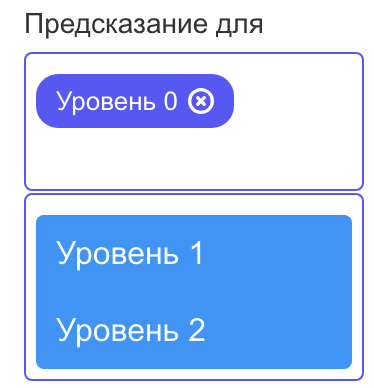 Предсказание для
Уровень 0
Уровень 1
Уровень 2